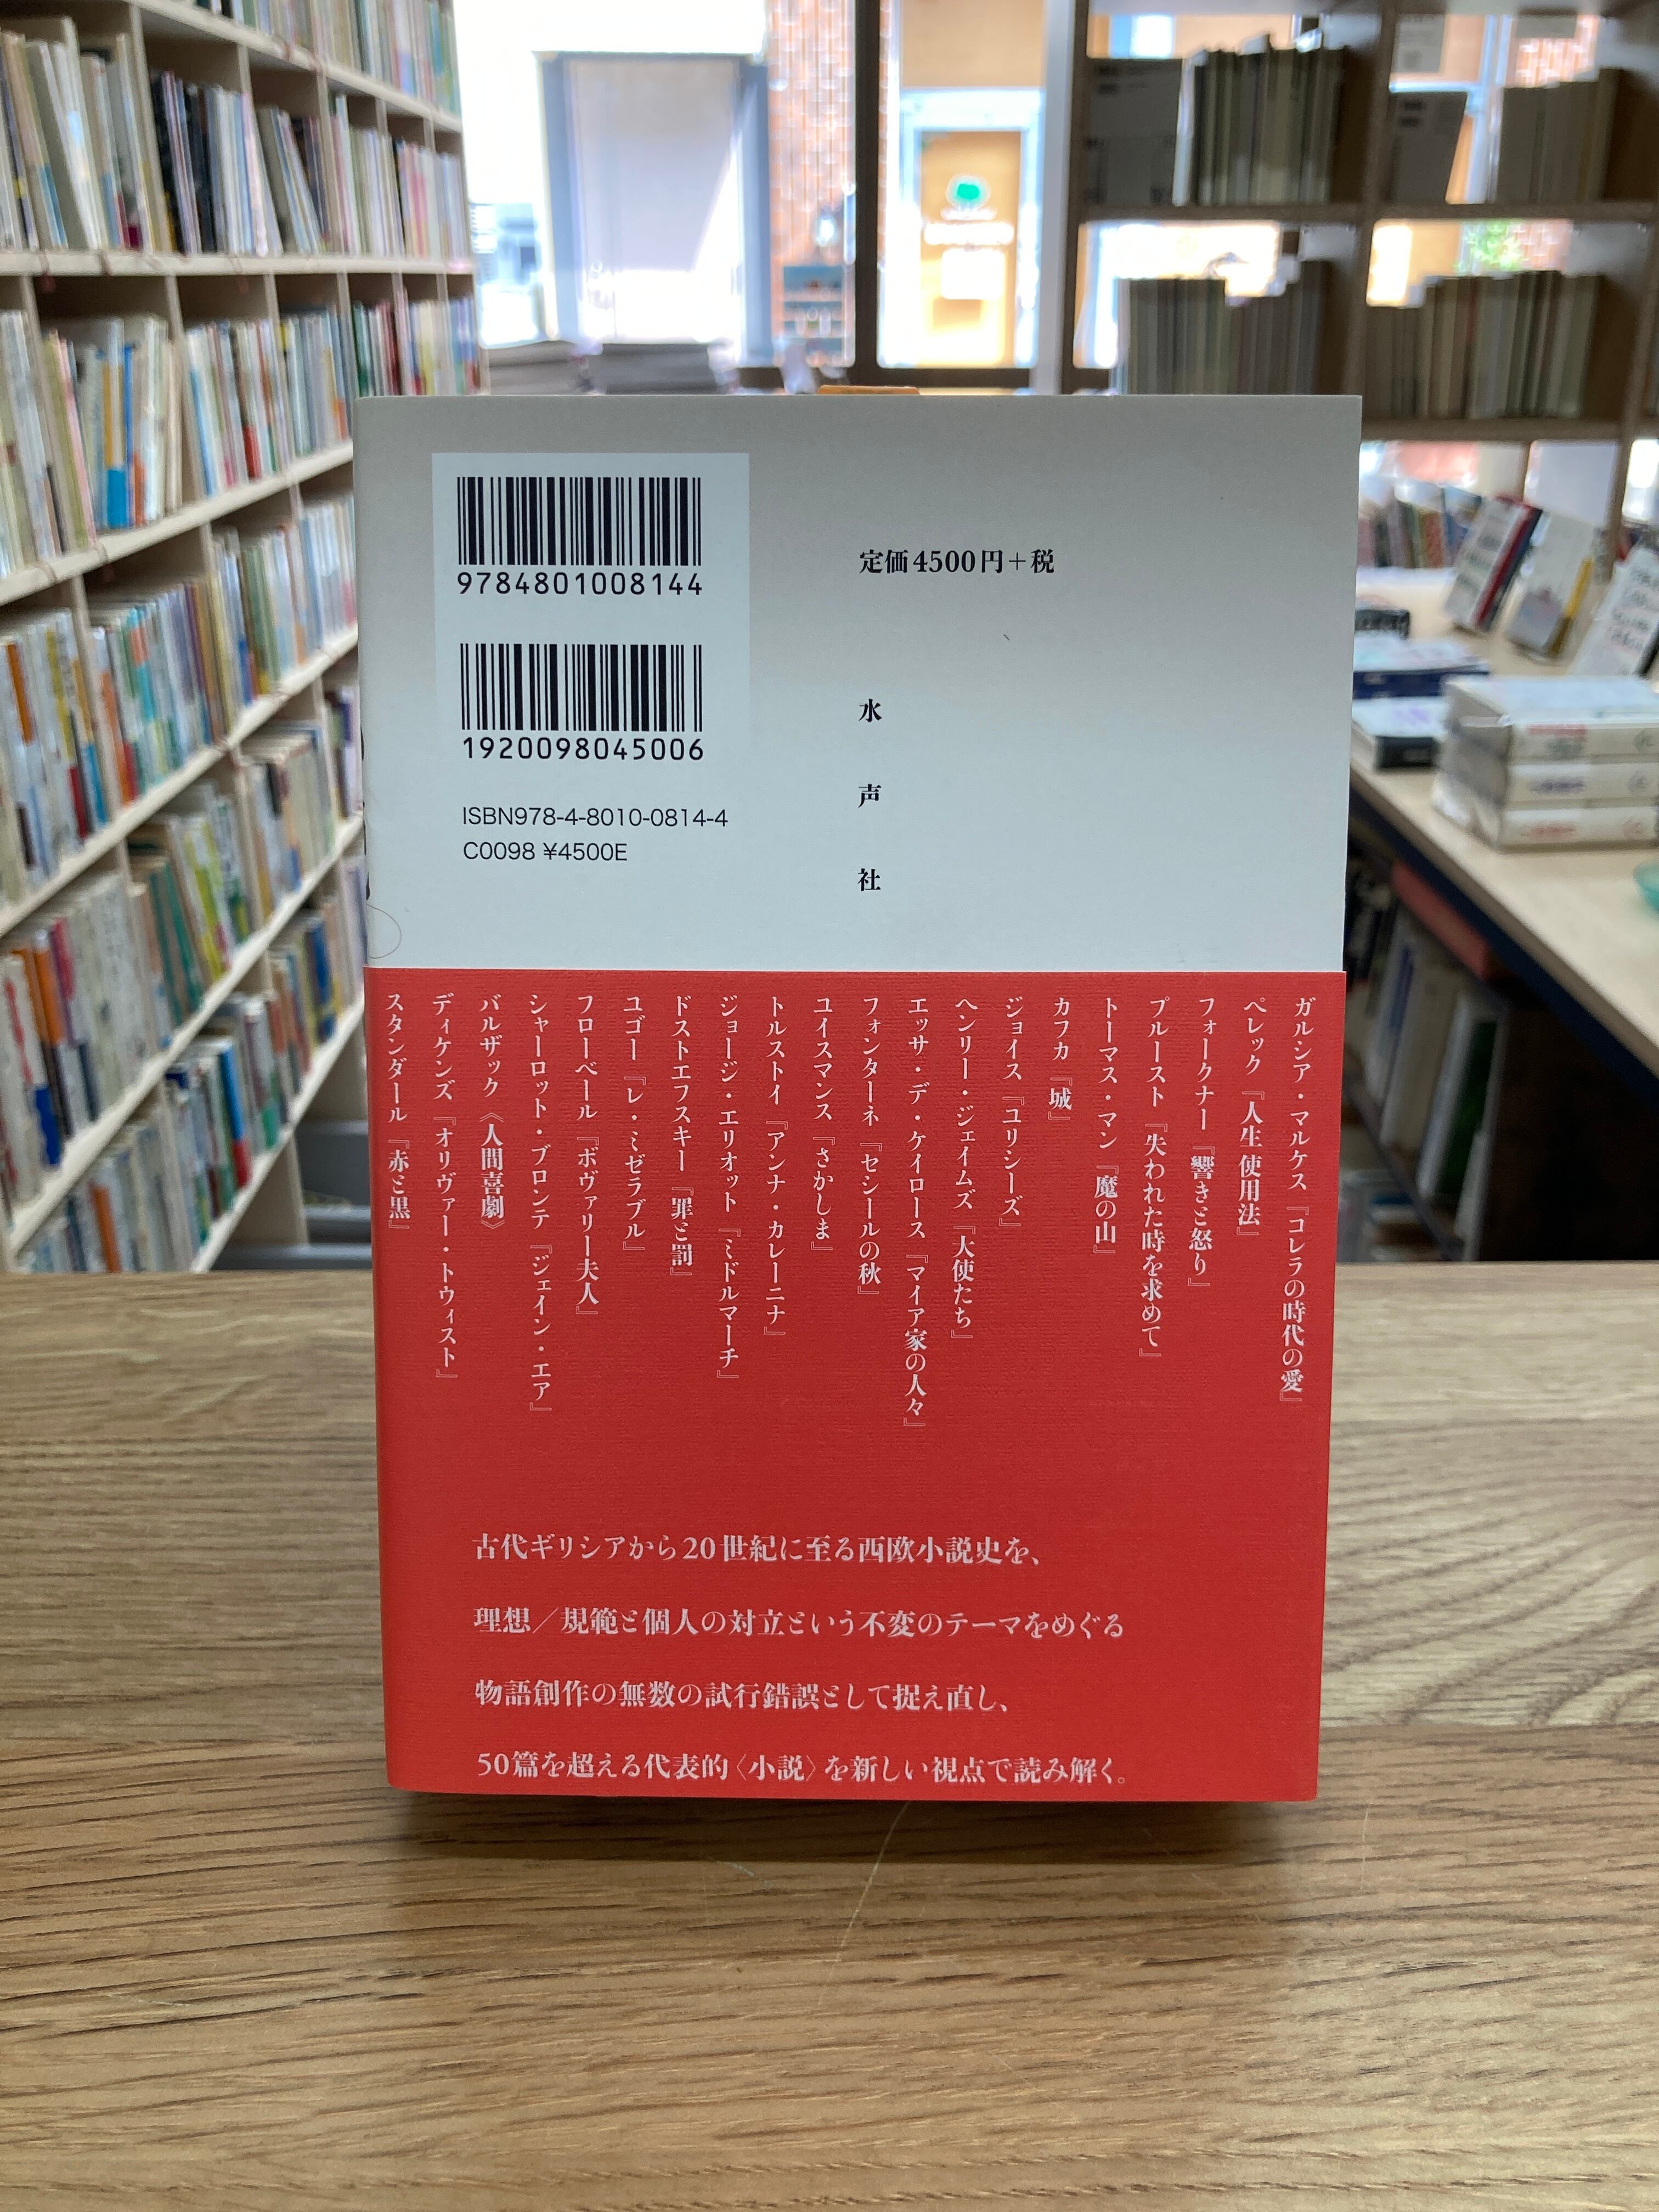 9784801008144
1920098045006
ISBN978-4-8010-0814-4
C0098 ¥4500E
定価4500円+税
水声社
ガルシア・マルケス『コレラの時代の愛』
ペレック『人生 使用法』
フォークナー『響きと怒り』
プルースト『失われた時を求めて』
トーマス・マン『魔の山』
カフカ『城』
ジョイス『ユリシーズ』
ヘンリー・ジェイムズ『大使たち』
エッサ・デ・ケイロース『マイア家の人々』
フォンターネ『セシールの秋』
ユイスマンス『さかしま』
トルストイ『アンナ・カレーニナ』
ジョージ・エリオット『ミドルマーチ』
ドストエフスキー『罪と罰』
ユゴー『レ・ミゼラブル』
フローベール『ボヴァリー夫人』
シャーロット・ブロンテ『ジェイン・エア』
バルザック《人間喜劇》
ディケンズ『オリヴァー・トウィスト』
スタンダール『赤と黒』
古代ギリシアから20世紀に至る西欧小説史を、
理想/規範と個人の対立という不変のテーマをめぐる
物語創作の無数の試行錯誤として捉え直し、
50篇を超える代表的〈小説〉を新しい視点で読み解く。